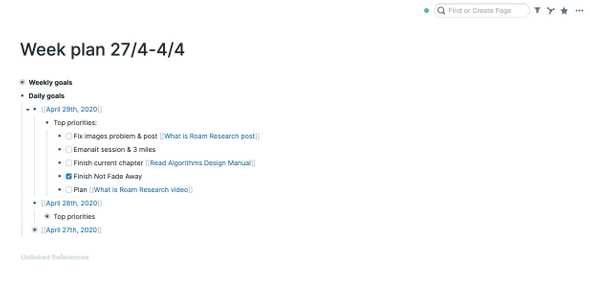 Find or Create Page
Week plan 27/4-4/4
Weekly goals
Daily goals
[[April 29th, 2020]]
Top priorities:
Fix images problem & post [[What is Roam Research post]]
Emanait session & 3 miles
Finish current chapter [[Read Algorithms Design Manual]]
Finish Not Fade Away
Plan [[What is Roam Research video]]
[[April 28th, 2020]]
Top priorities
[[April 27th, 2020]]
Unlinked References